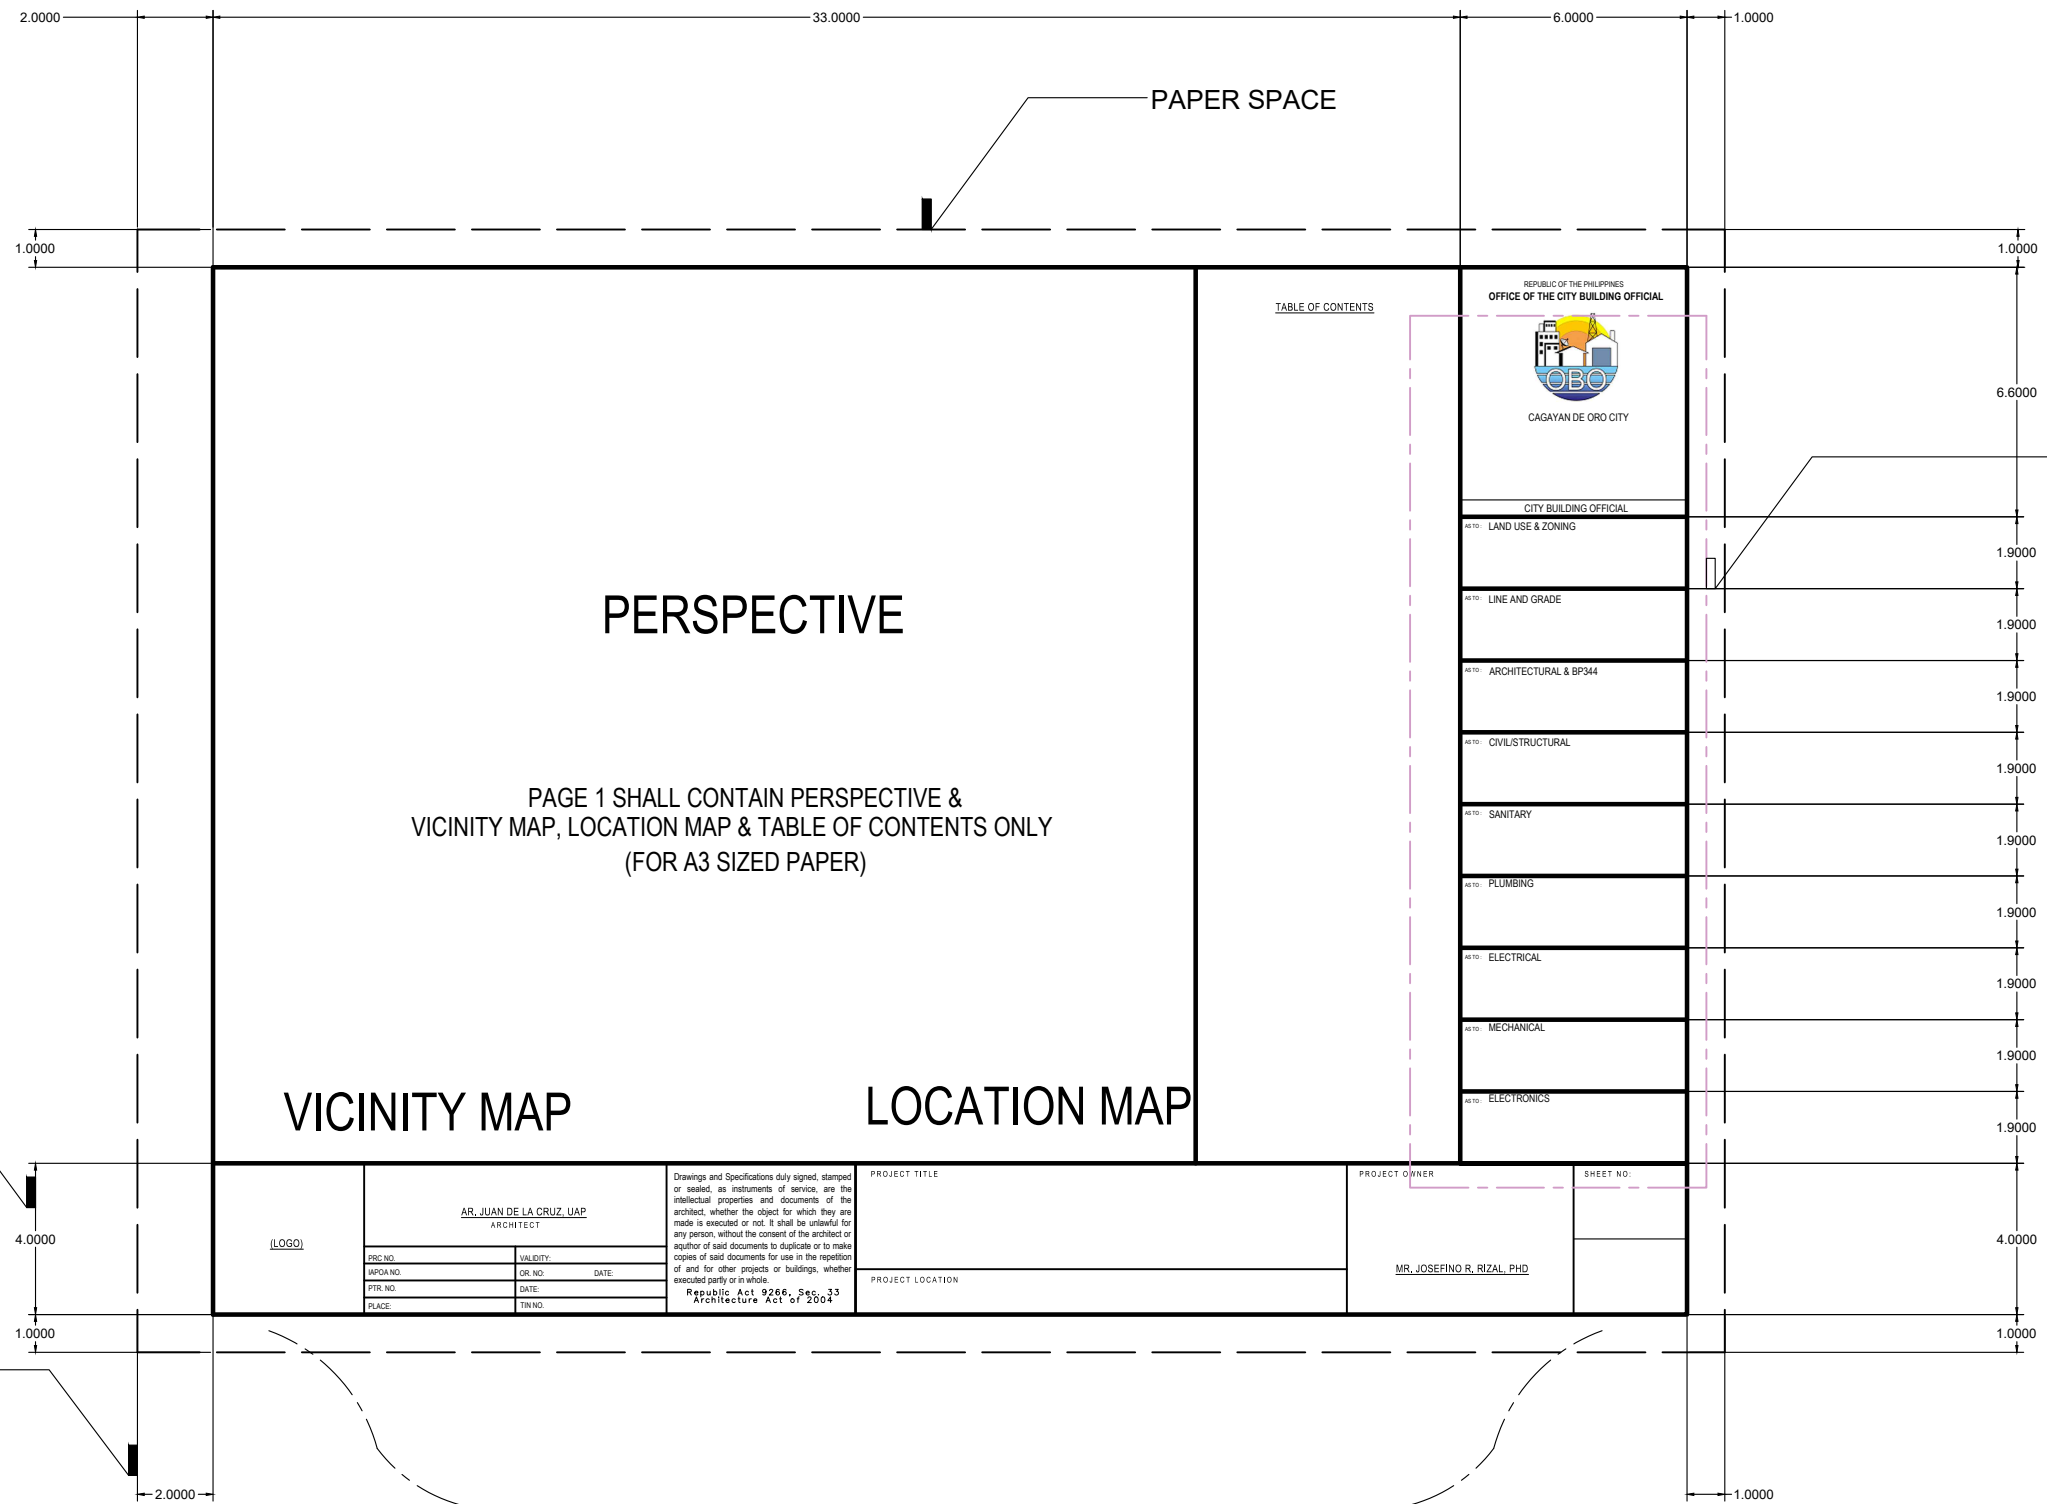 2.0000
33.0000
6.0000
1.0000
PAPER SPACE
1.0000
1.0000
REPUBLIC OF THE PHILIPPINES
OFFICE OF THE CITY BUILDING OFFICIAL
TABLE OF CONTENTS
OBO
6.6000
CAGAYAN DE ORO CITY
CITY BUILDING OFFICIAL
AS TO: LAND USE & ZONING
1.9000
AS TO: LINE AND GRADE
1.9000
PERSPECTIVE
AS TO: ARCHITECTURAL & BP344
1.9000
AS TO: CIVIL/STRUCTURAL
1.9000
PAGE 1 SHALL CONTAIN PERSPECTIVE &
VICINITY MAP, LOCATION MAP & TABLE OF CONTENTS ONLY
(FOR A3 SIZED PAPER)
AS TO: SANITARY
1.9000
AS TO: PLUMBING
1.9000
AS TO: ELECTRICAL
1.9000
AS TO: MECHANICAL
1.9000
AS TO: ELECTRONICS
1.9000
VICINITY MAP
LOCATION MAP
4.0000
(LOGO)
AR. JUAN DE LA CRUZ, UAP
ARCHITECT
PRC NO.
VALIDITY:
IAPOA NO.
OR. NO: DATE:
PTR. NO.
DATE:
PLACE:
TIN NO.
Drawings and Specifications duly signed, stamped
or sealed, as instruments of service, are the
intellectual properties and documents of the
architect, whether the object for which they are
made is executed or not. It shall be unlawful for
any person, without the consent of the architect or
aquthor of said documents to duplicate or to make
copies of said documents for use in the repetition
of and for other projects or buildings, whether
executed partly or in whole.
Republic Act 9266, Sec. 33
Architecture Act of 2004
PROJECT TITLE
PROJECT LOCATION
PROJECT OWNER
MR. JOSEFINO R. RIZAL, PHD
SHEET NO:
4.0000
1.0000
1.0000
2.0000
1.0000